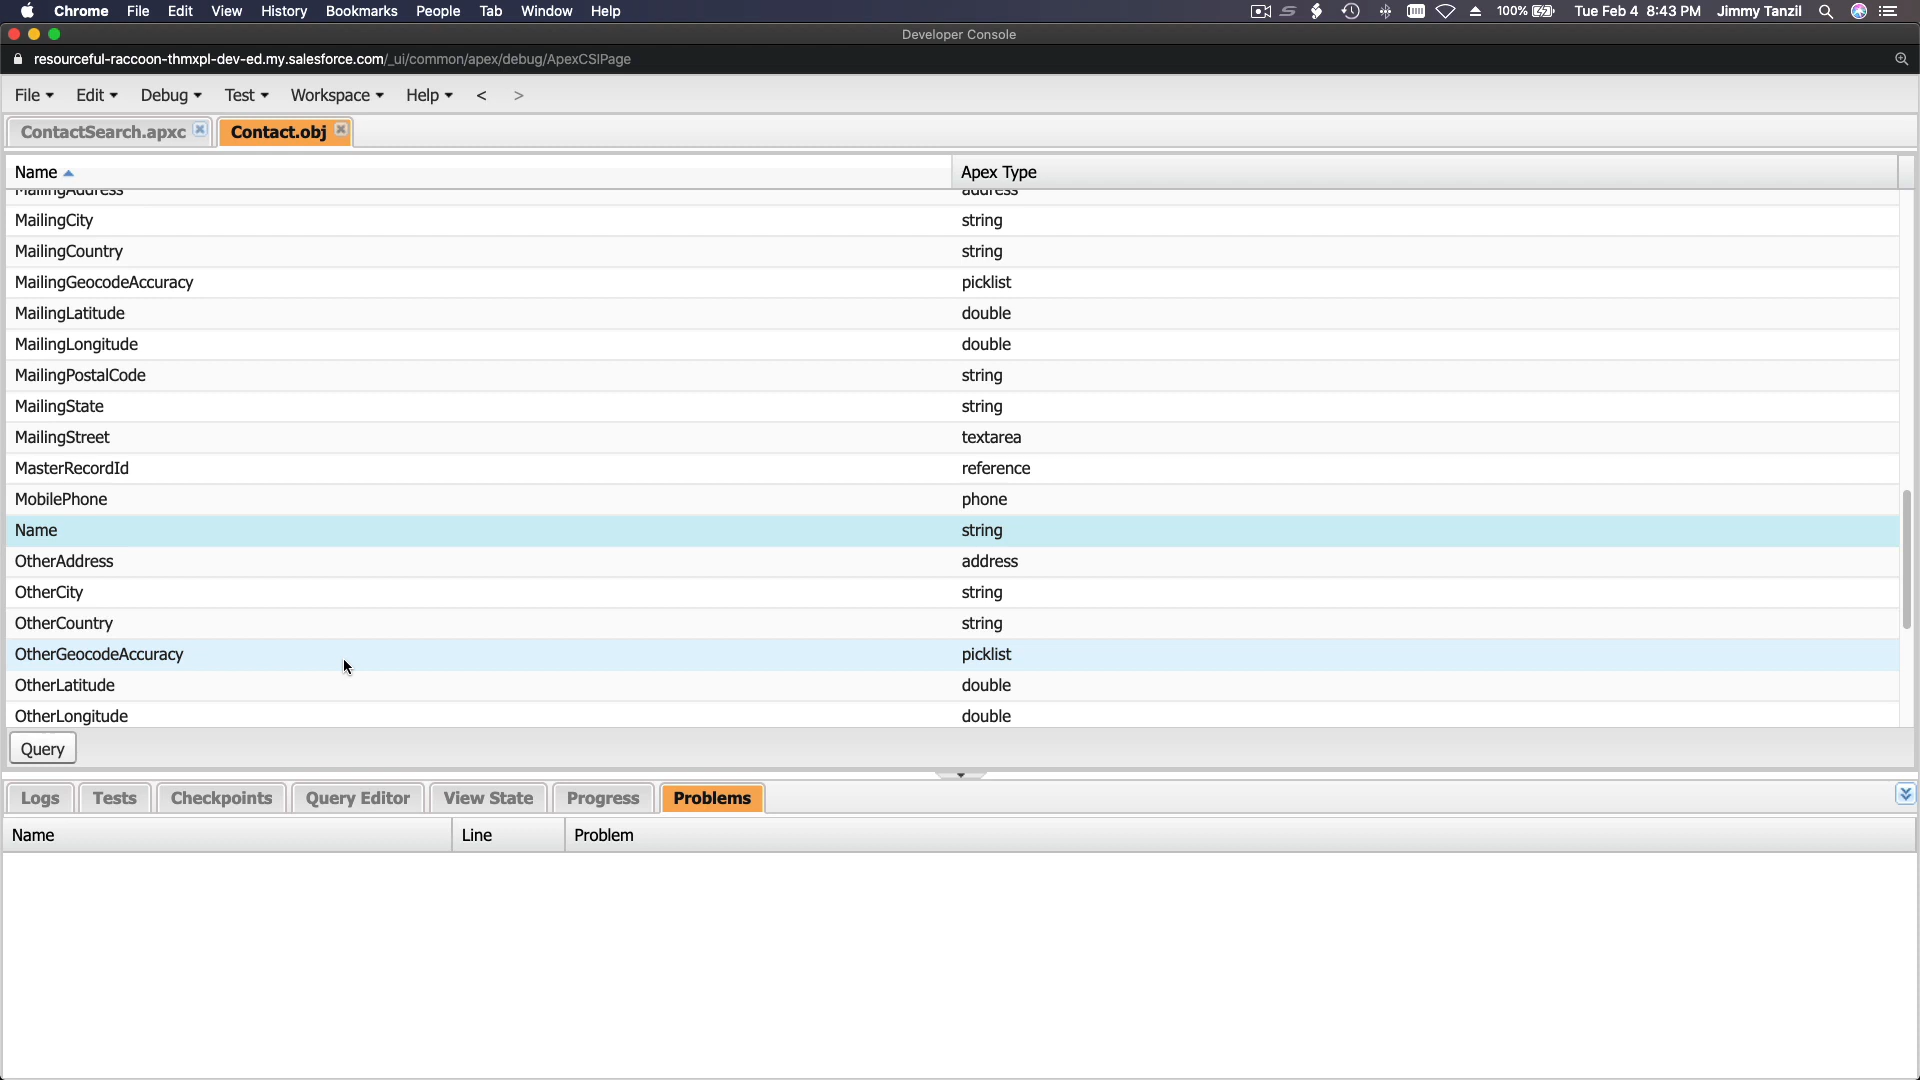 Chrome File Edit View History Bookmarks People Tab Window Help 100% Tue Feb 4 8:43 PM Jimmy Tanzil
Developer Console
resourceful-raccoon-thmxpl-dev-ed.my.salesforce.com/_ui/common/apex/debug/ApexCSIPage
File Edit Debug Test Workspace Help < >
ContactSearch.apxc Contact.obj
Name Apex Type
MailingAddress address
MailingCity string
MailingCountry string
MailingGeocodeAccuracy picklist
MailingLatitude double
MailingLongitude double
MailingPostalCode string
MailingState string
MailingStreet textarea
MasterRecordId reference
MobilePhone phone
Name string
OtherAddress address
OtherCity string
OtherCountry string
OtherGeocodeAccuracy picklist
OtherLatitude double
OtherLongitude double
Query
Logs Tests Checkpoints Query Editor View State Progress Problems
Name Line Problem